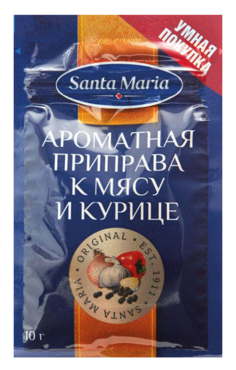 УМНАЯ
ПОКУПКА
Santa Maria
АРОМАТНАЯ
ПРИПРАВА
К МЯСУ
И КУРИЦЕ
• ORIGINAL • EST. 1911 • SANTA MARIA
10 г